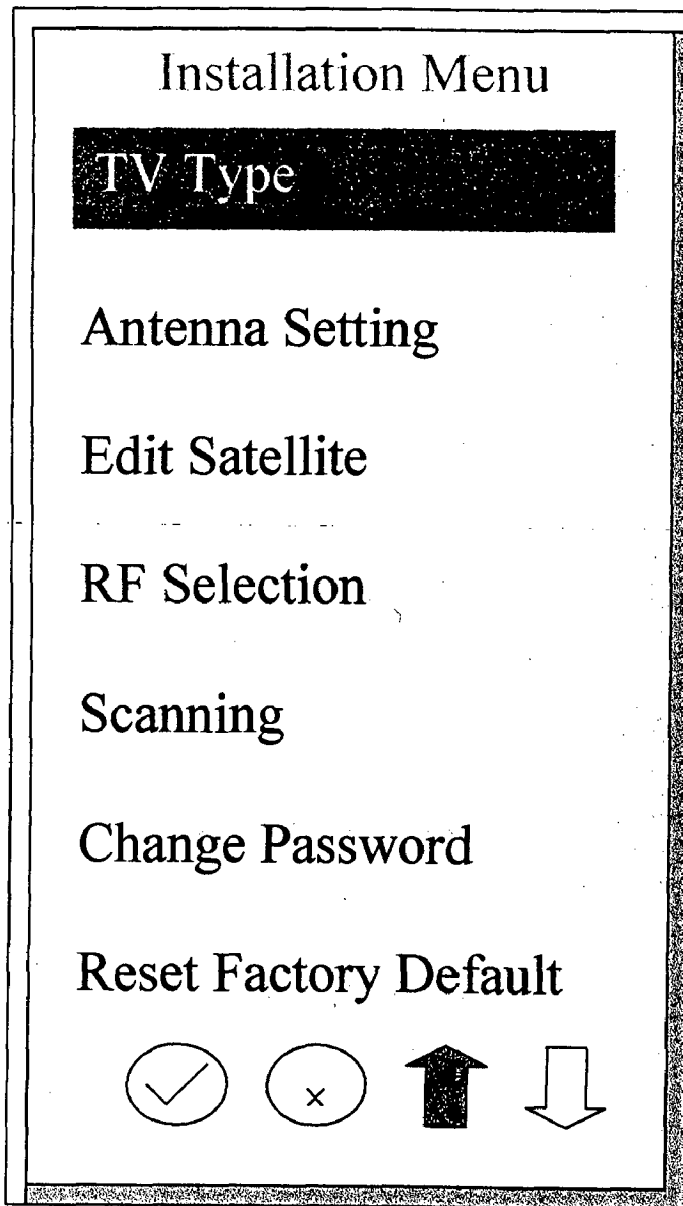 Installation Menu
TV Type
Antenna Setting
Edit Satellite
RF Selection
Scanning
Change Password
Reset Factory Default